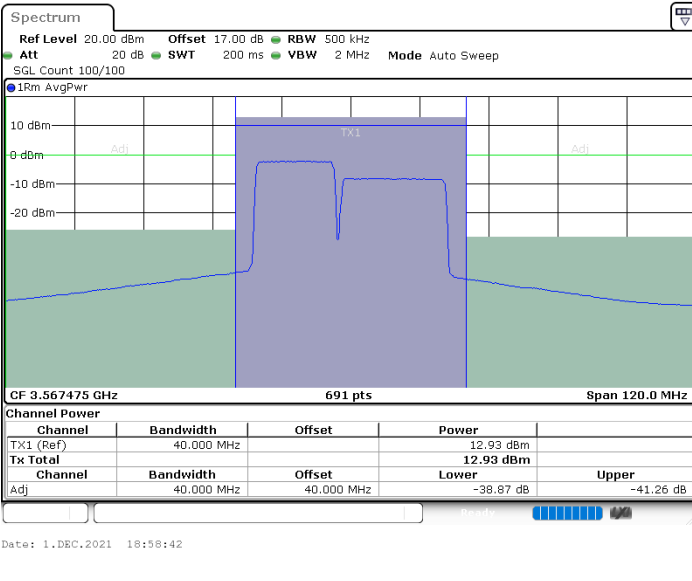 Spectrum
Ref Level 20.00 dBm Offset 17.00 dB RBW 500 kHz
Att 20 dB SWT 200 ms VBW 2 MHz Mode Auto Sweep
SGL Count 100/100
1Rm AvgPwr
10 dBm
TX1
0 dBm
Adj
Adj
-10 dBm
-20 dBm
CF 3.567475 GHz 691 pts Span 120.0 MHz
Channel Power
Channel Bandwidth Offset Power
TX1 (Ref) 40.000 MHz 12.93 dBm
Tx Total 12.93 dBm
Channel Bandwidth Offset Lower Upper
Adj 40.000 MHz 40.000 MHz -38.87 dB -41.26 dB
Ready
Date: 1.DEC.2021 18:58:42